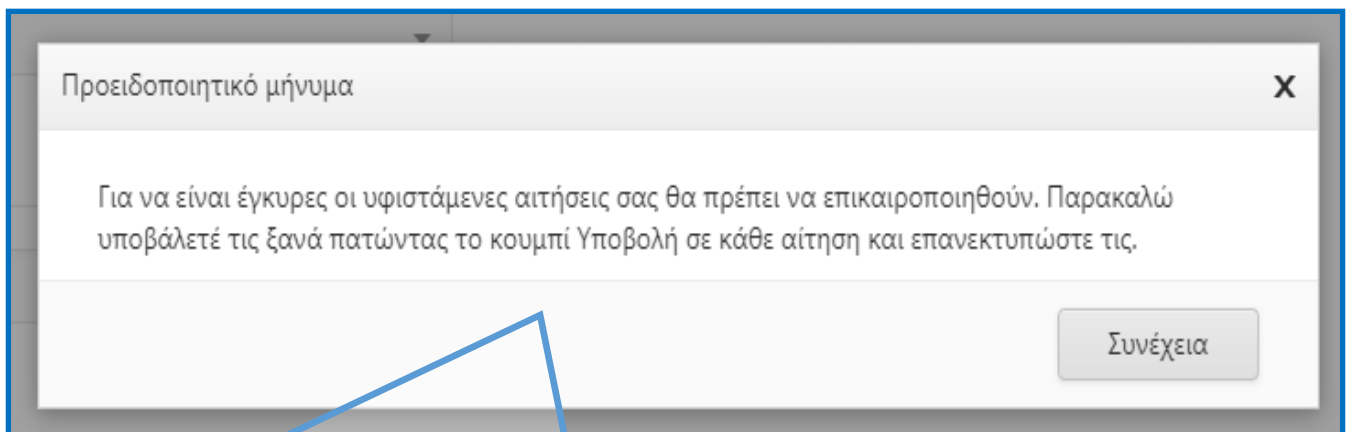 Προειδοποιητικό μήνυμα X
Για να είναι έγκυρες οι υφιστάμενες αιτήσεις σας θα πρέπει να επικαιροποιηθούν. Παρακαλώ
υποβάλετέ τις ξανά πατώντας το κουμπί Υποβολή σε κάθε αίτηση και επανεκτυπώστε τις.
Συνέχεια